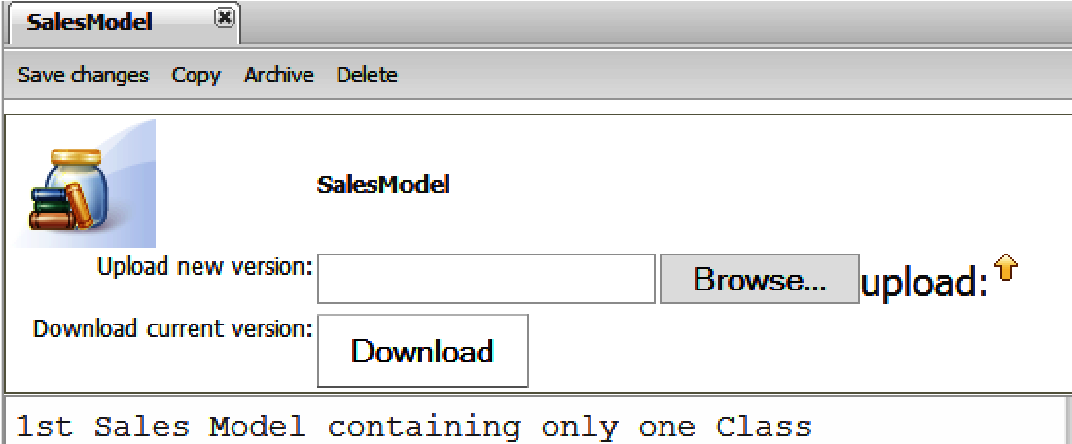 SalesModel
Save changes Copy Archive Delete
SalesModel
Upload new version: Browse... upload:
Download current version: Download
1st Sales Model containing only one Class